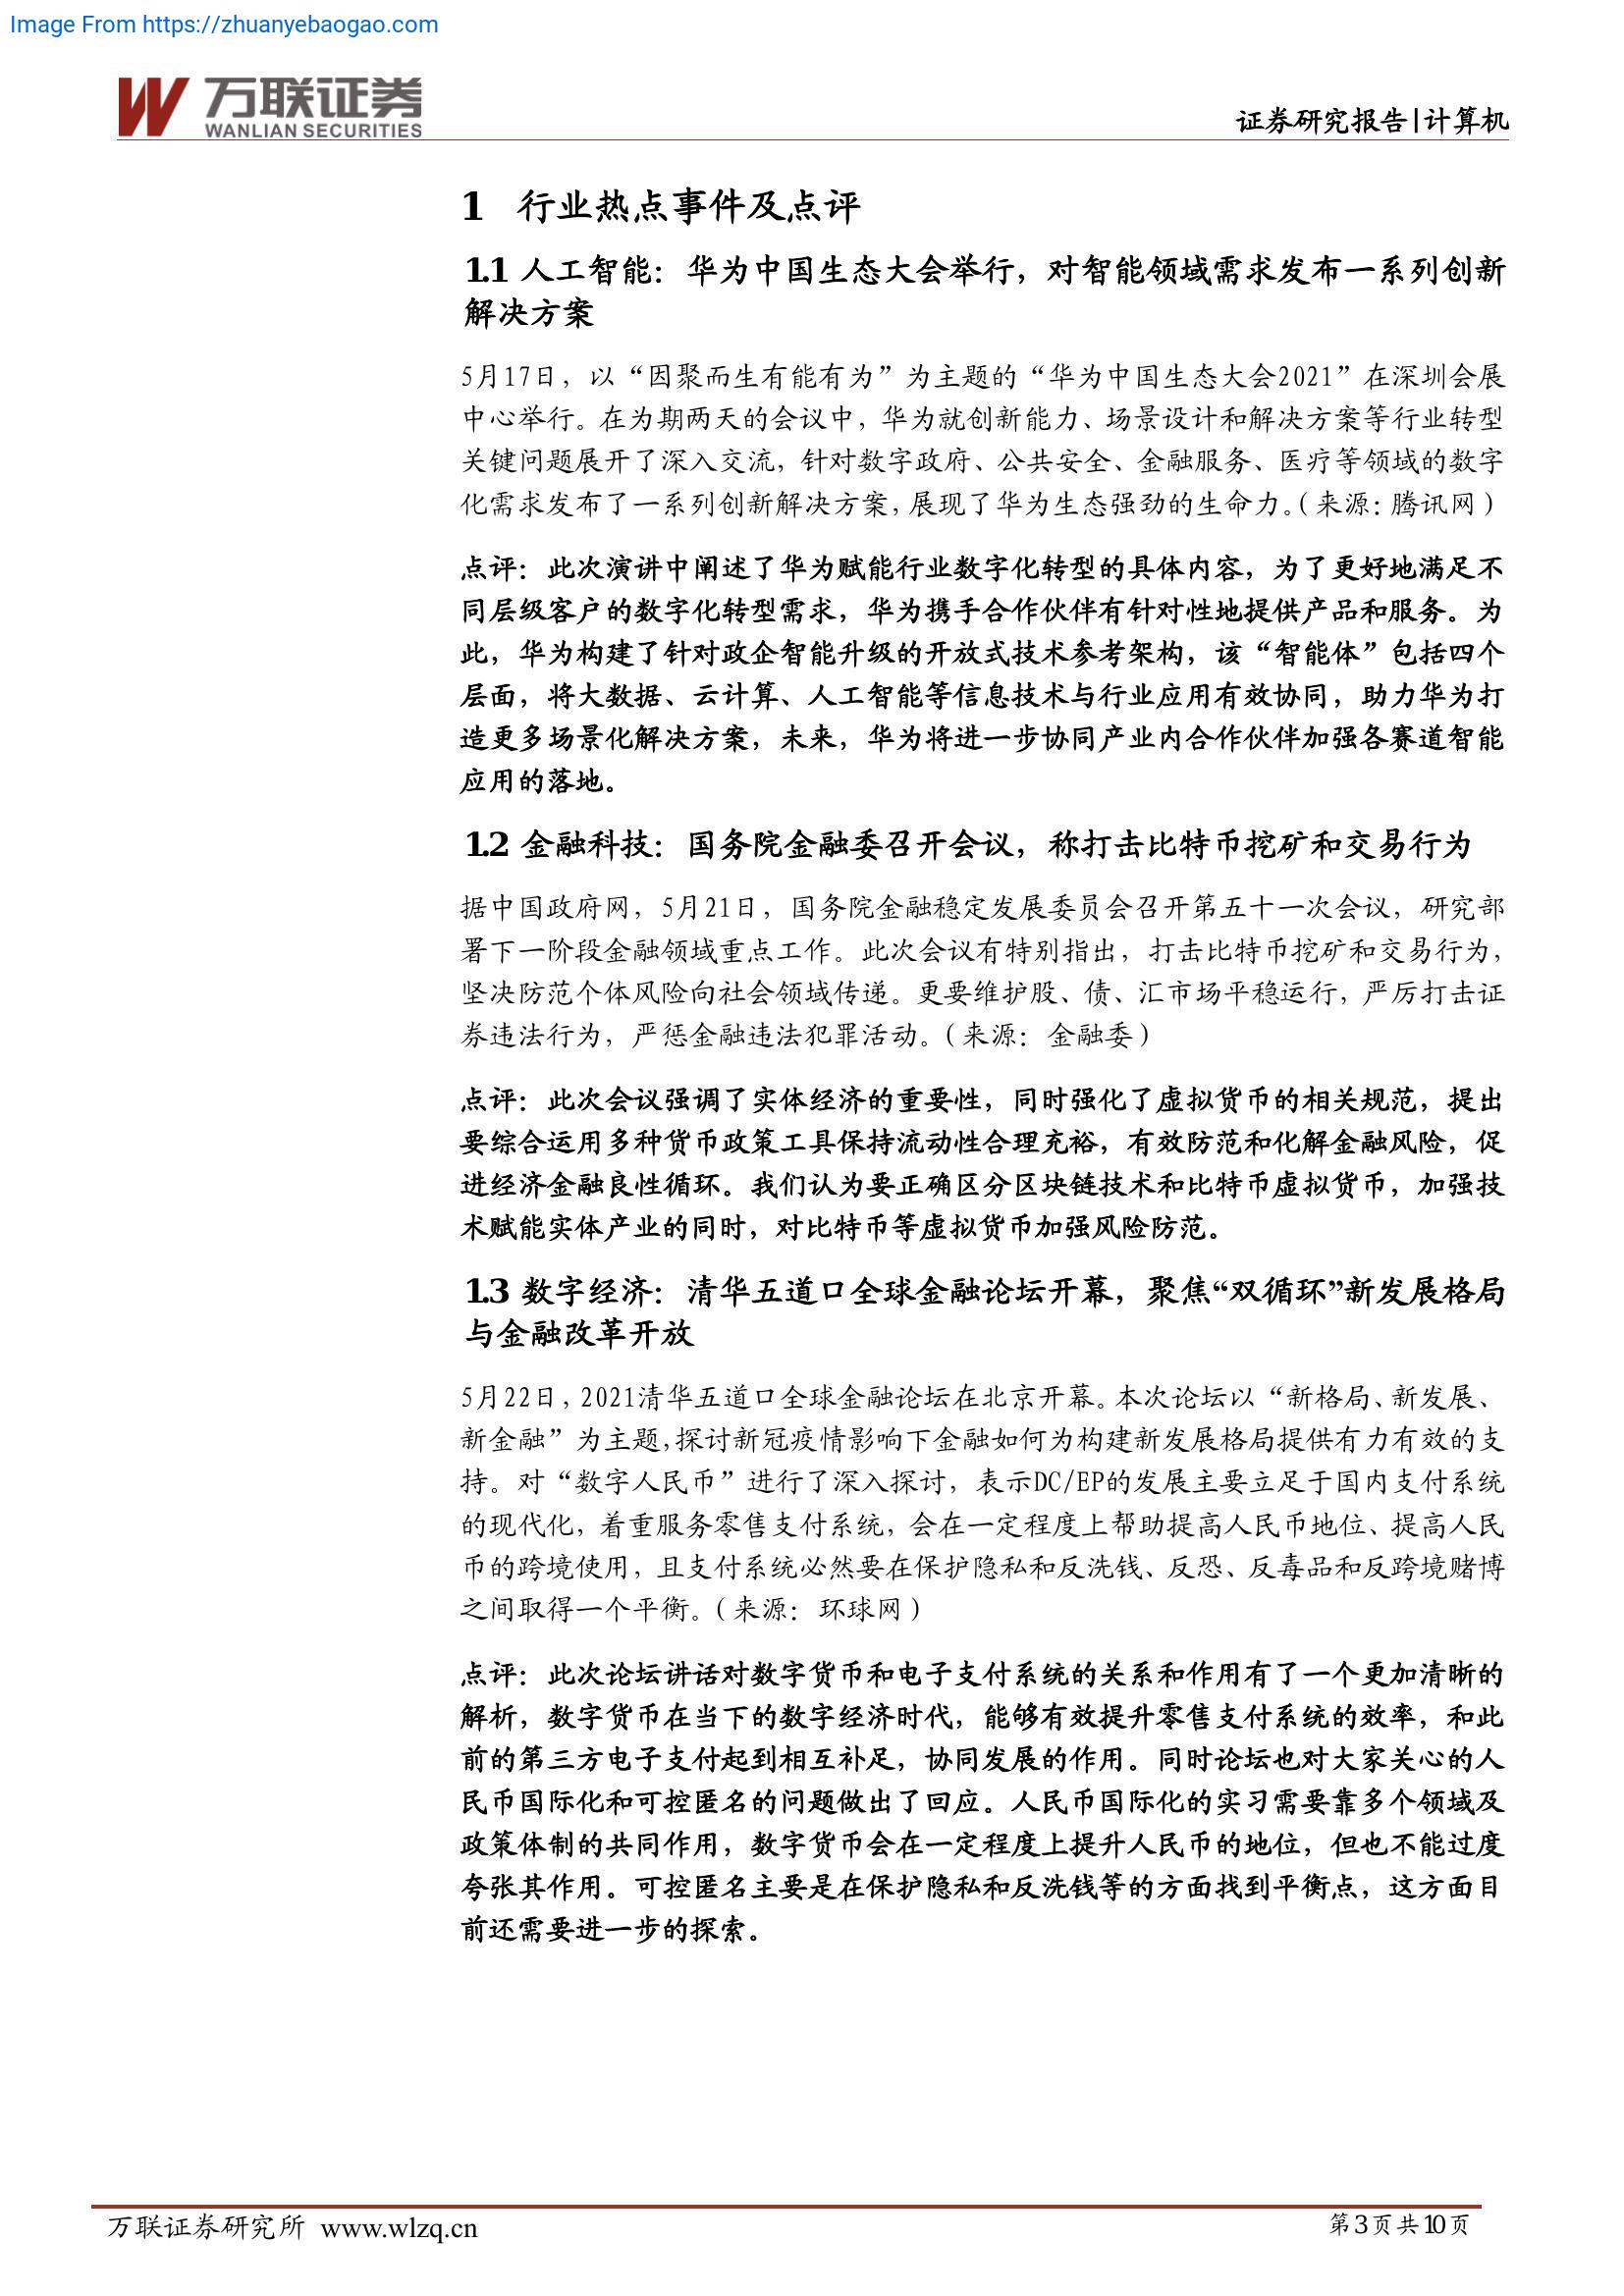 Image From https://zhuanyebaogao.com
万联证券
WANLIAN SECURITIES
证券研究报告|计算机
1 行业热点事件及点评
1.1 人工智能：华为中国生态大会举行，对智能领域需求发布一系列创新
解决方案
5月17日，以“因聚而生有能有为”为主题的“华为中国生态大会2021”在深圳会展
中心举行。在为期两天的会议中，华为就创新能力、场景设计和解决方案等行业转型
关键问题展开了深入交流，针对数字政府、公共安全、金融服务、医疗等领域的数字
化需求发布了一系列创新解决方案，展现了华为生态强劲的生命力。（来源：腾讯网）
点评：此次演讲中阐述了华为赋能行业数字化转型的具体内容，为了更好地满足不
同层级客户的数字化转型需求，华为携手合作伙伴有针对性地提供产品和服务。为
此，华为构建了针对政企智能升级的开放式技术参考架构，该“智能体”包括四个
层面，将大数据、云计算、人工智能等信息技术与行业应用有效协同，助力华为打
造更多场景化解决方案，未来，华为将进一步协同产业内合作伙伴加强各赛道智能
应用的落地。
1.2 金融科技：国务院金融委召开会议，称打击比特币挖矿和交易行为
据中国政府网，5月21日，国务院金融稳定发展委员会召开第五十一次会议，研究部
署下一阶段金融领域重点工作。此次会议有特别指出，打击比特币挖矿和交易行为，
坚决防范个体风险向社会领域传递。更要维护股、债、汇市场平稳运行，严厉打击证
券违法行为，严惩金融违法犯罪活动。（来源：金融委）
点评：此次会议强调了实体经济的重要性，同时强化了虚拟货币的相关规范，提出
要综合运用多种货币政策工具保持流动性合理充裕，有效防范和化解金融风险，促
进经济金融良性循环。我们认为要正确区分区块链技术和比特币虚拟货币，加强技
术赋能实体产业的同时，对比特币等虚拟货币加强风险防范。
1.3 数字经济：清华五道口全球金融论坛开幕，聚焦“双循环”新发展格局
与金融改革开放
5月22日，2021清华五道口全球金融论坛在北京开幕。本次论坛以“新格局、新发展、
新金融”为主题，探讨新冠疫情影响下金融如何为构建新发展格局提供有力有效的支
持。对“数字人民币”进行了深入探讨，表示DC/EP的发展主要立足于国内支付系统
的现代化，着重服务零售支付系统，会在一定程度上帮助提高人民币地位、提高人民
币的跨境使用，且支付系统必然要在保护隐私和反洗钱、反恐、反毒品和反跨境赌博
之间取得一个平衡。（来源：环球网）
点评：此次论坛讲话对数字货币和电子支付系统的关系和作用有了一个更加清晰的
解析，数字货币在当下的数字经济时代，能够有效提升零售支付系统的效率，和此
前的第三方电子支付起到相互补足，协同发展的作用。同时论坛也对大家关心的人
民币国际化和可控匿名的问题做出了回应。人民币国际化的实习需要靠多个领域及
政策体制的共同作用，数字货币会在一定程度上提升人民币的地位，但也不能过度
夸张其作用。可控匿名主要是在保护隐私和反洗钱等的方面找到平衡点，这方面目
前还需要进一步的探索。
万联证券研究所 www.wlzq.cn
第3页共10页